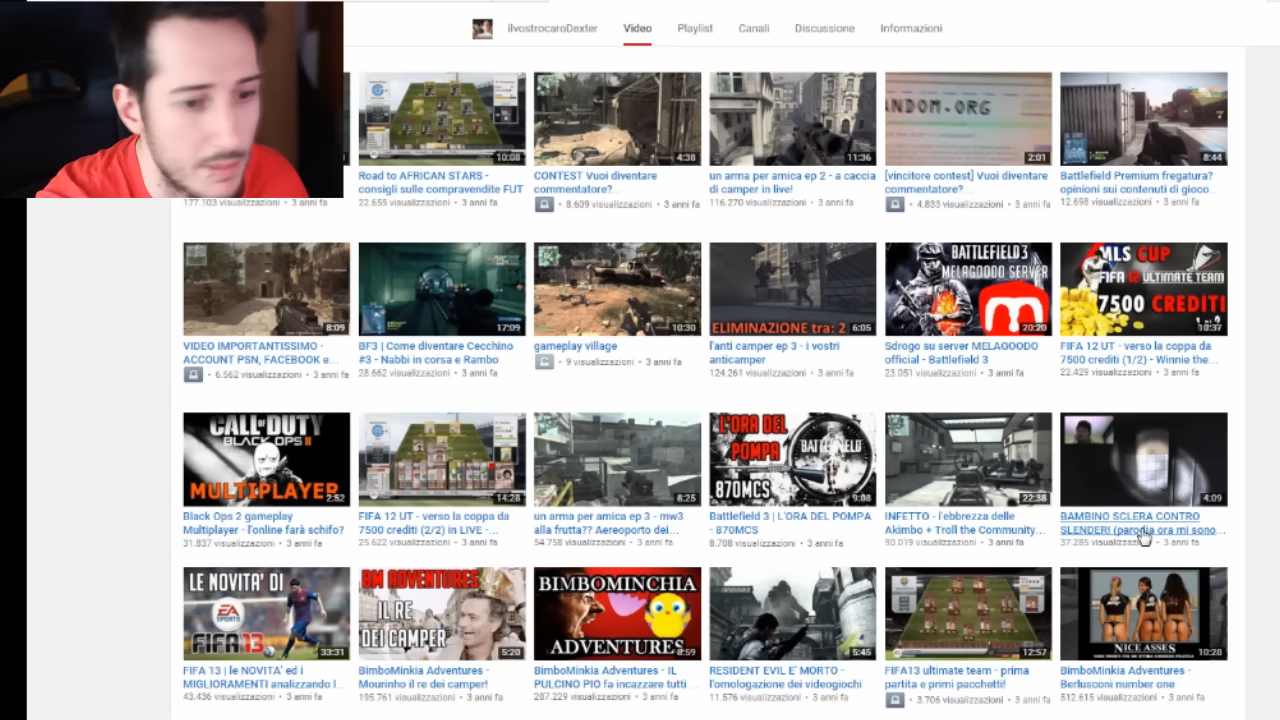 ilvostrocaroDexter Video Playlist Canali Discussione Informazioni
10:08 4:38 11:36 2:01 8:44
NDOM.ORG
Road to AFRICAN STARS -
consigli sulle compravendite FUT
CONTEST Vuoi diventare
commentatore?
un arma per amica ep 2 - a caccia
di camper in live!
[vincitore contest] Vuoi diventare
commentatore?
Battlefield Premium fregatura?
opinioni sui contenuti di gioco
177.103 visualizzazioni • 3 anni fa
22.655 visualizzazioni • 3 anni fa
8.609 visualizzazioni • 3 anni fa
116.270 visualizzazioni • 3 anni fa
4.833 visualizzazioni • 3 anni fa
12.698 visualizzazioni • 3 anni fa
8:09
VIDEO IMPORTANTISSIMO -
ACCOUNT PSN, FACEBOOK e...
6.562 visualizzazioni • 3 anni fa
17:09
BF3 | Come diventare Cecchino
#3 - Nabbi in corsa e Rambo
28.662 visualizzazioni • 3 anni fa
10:30
gameplay village
9 visualizzazioni • 3 anni fa
ELIMINAZIONE tra: 2 6:05
l'anti camper ep 3 - i vostri
anticamper
124.261 visualizzazioni • 3 anni fa
BATTLEFIELD 3
MELAGODO SERVER
20:20
Sdrogo su server MELAGOODO
official - Battlefield 3
23.051 visualizzazioni • 3 anni fa
MLS CUP
FIFA 12 ULTIMATE TEAM
7500 CREDITI
10:37
FIFA 12 UT - verso la coppa da
7500 crediti (1/2) - Winnie the...
22.429 visualizzazioni • 3 anni fa
CALL OF DUTY
BLACK OPS II
MULTIPLAYER
2:52
Black Ops 2 gameplay
Multiplayer - l'online farà schifo?
31.837 visualizzazioni • 3 anni fa
14:28
FIFA 12 UT - verso la coppa da
7500 crediti (2/2) in LIVE -...
25.622 visualizzazioni • 3 anni fa
8:25
un arma per amica ep 3 - mw3
alla frutta?? Aereoporto dei...
54.758 visualizzazioni • 3 anni fa
L'ORA DEL
POMPA
BATTLEFIELD
870MCS
9:08
Battlefield 3 | L'ORA DEL POMPA
- 870MCS
8.708 visualizzazioni • 3 anni fa
22:38
INFETTO - l'ebbrezza delle
Akimbo + Troll the Community...
90.019 visualizzazioni • 3 anni fa
4:09
BAMBINO SCLERA CONTRO
SLENDER! (parodia ora mi sono...
37.285 visualizzazioni • 3 anni fa
LE NOVITA' DI
EA
SPORTS
FIFA 13
33:31
FIFA 13 | le NOVITA' ed i
MIGLIORAMENTI analizzando l...
43.436 visualizzazioni • 3 anni fa
BM ADVENTURES
IL RE
DEI CAMPER
5:20
BimboMinkia Adventures -
Mourinho il re dei camper!
195.761 visualizzazioni • 3 anni fa
BIMBOMINCHIA
ADVENTURE
8:59
BimboMinkia Adventures - IL
PULCINO PIO fa incazzare tutti
287.229 visualizzazioni • 3 anni fa
5:45
RESIDENT EVIL E' MORTO -
l'omologazione dei videogiochi
11.576 visualizzazioni • 3 anni fa
12:57
FIFA13 ultimate team - prima
partita e primi pacchetti!
3.706 visualizzazioni • 3 anni fa
NICE ASSES
10:28
BimboMinkia Adventures -
Berlusconi number one
512.615 visualizzazioni • 3 anni fa